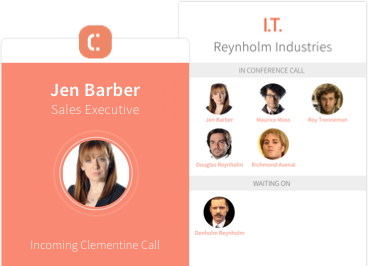 Jen Barber
Sales Executive
Incoming Clementine Call
I.T.
Reynholm Industries
IN CONFERENCE CALL
Jen Barber
Maurice Moss
Roy Trenneman
Douglas Reynholm
Richmond Avenal
WAITING ON
Denholm Reynholm